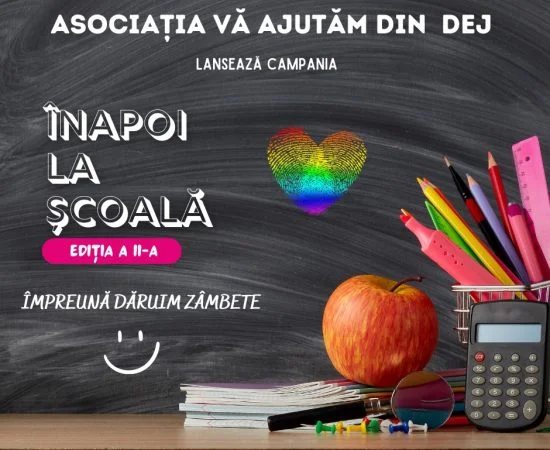 ASOCIAȚIA VĂ AJUTĂM DIN DEJ
LANSEAZĂ CAMPANIA
ÎNAPOI
LA
ȘCOALĂ
EDIȚIA A II-A
ÎMPREUNĂ DĂRUIM ZÂMBETE